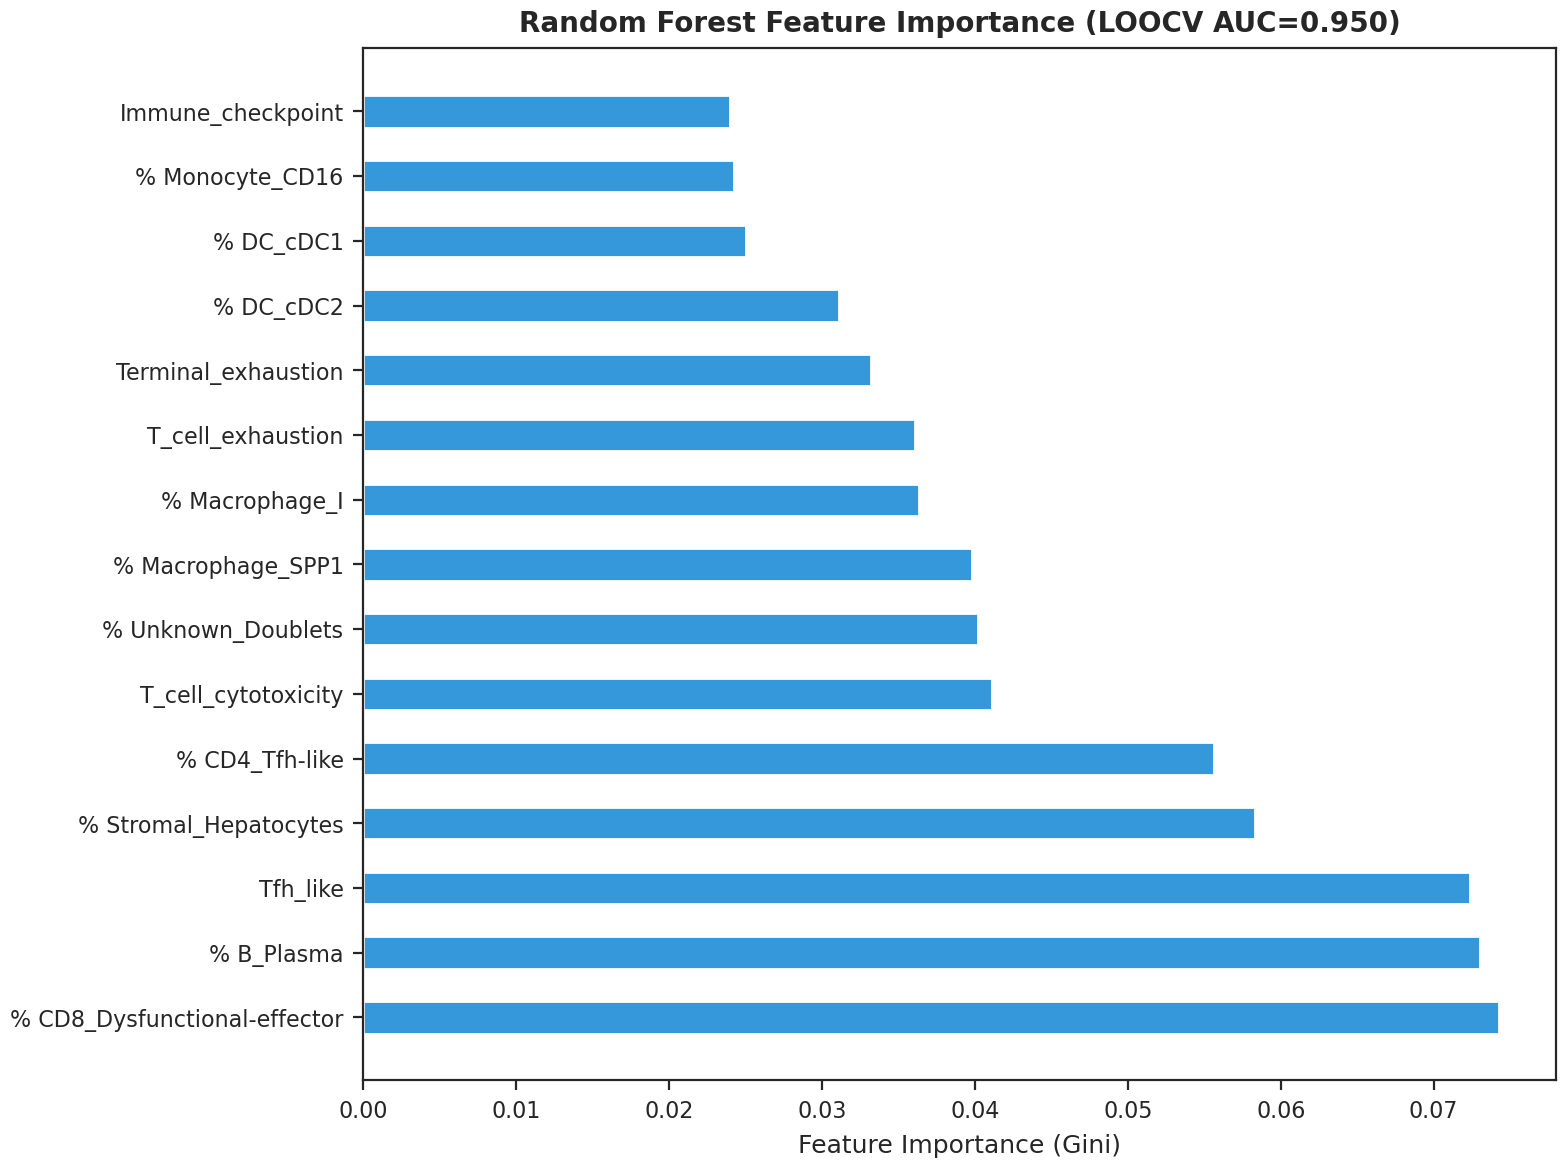 Random Forest Feature Importance (LOOCV AUC=0.950)
Immune_checkpoint
% Monocyte_CD16
% DC_cDC1
% DC_cDC2
Terminal_exhaustion
T_cell_exhaustion
% Macrophage_I
% Macrophage_SPP1
% Unknown_Doublets
T_cell_cytotoxicity
% CD4_Tfh-like
% Stromal_Hepatocytes
Tfh_like
% B_Plasma
% CD8_Dysfunctional-effector
0.00 0.01 0.02 0.03 0.04 0.05 0.06 0.07
Feature Importance (Gini)